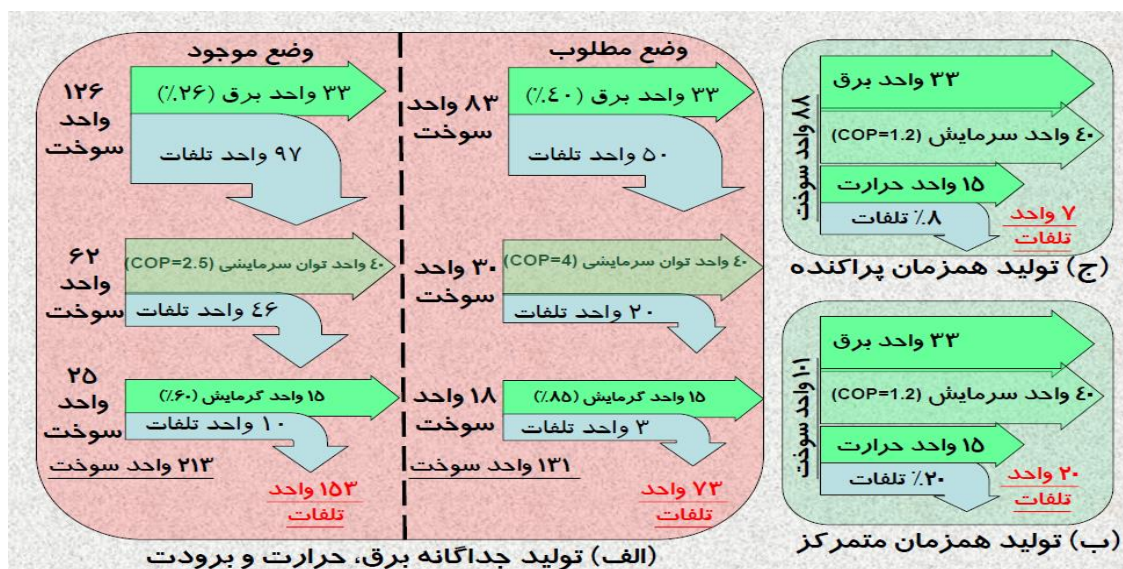 وضع موجود
۱۲۶
واحد
سوخت
۳۳ واحد برق (۲۶٪)
۹۷ واحد تلفات
۶۲
واحد
سوخت
٤٠ واحد توان سرمایشی (COP=2.5)
٤٦ واحد تلفات
۲۵
واحد
سوخت
۱۵ واحد گرمایش (۶۰٪)
۱۰ واحد تلفات
۲۱۳ واحد سوخت
۱۵۳ واحد
تلفات
وضع مطلوب
۸۳ واحد
سوخت
۳۳ واحد برق (٤٠٪)
۵۰ واحد تلفات
۳۰ واحد
سوخت
٤٠ واحد توان سرمایشی (COP=4)
۲۰ واحد تلفات
۱۸ واحد
سوخت
۱۵ واحد گرمایش (۸۵٪)
۳ واحد تلفات
۱۳۱ واحد سوخت
۷۳ واحد
تلفات
(الف) تولید جداگانه برق، حرارت و برودت
۸۸ واحد سوخت
۳۳ واحد برق
٤٠ واحد سرمایش (COP=1.2)
۱۵ واحد حرارت
۸٪ تلفات
۷ واحد
تلفات
(ج) تولید همزمان پراکنده
۱۰۱ واحد سوخت
۳۳ واحد برق
٤٠ واحد سرمایش (COP=1.2)
۱۵ واحد حرارت
۲۰٪ تلفات
۲۰ واحد
تلفات
(ب) تولید همزمان متمرکز